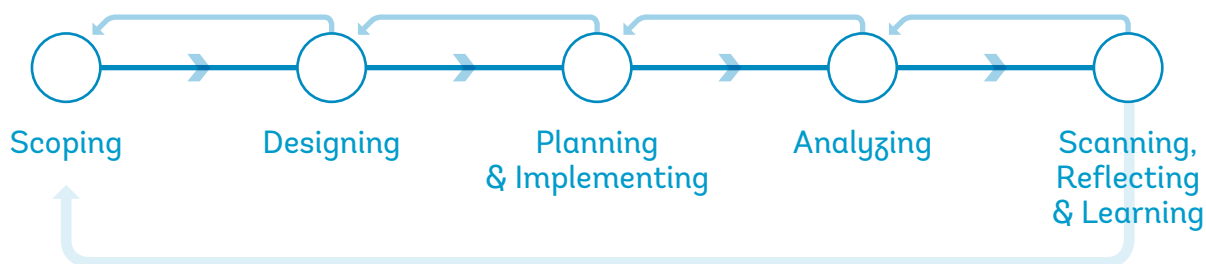 Scoping
Designing
Planning
& Implementing
Analyzing
Scanning,
Reflecting
& Learning